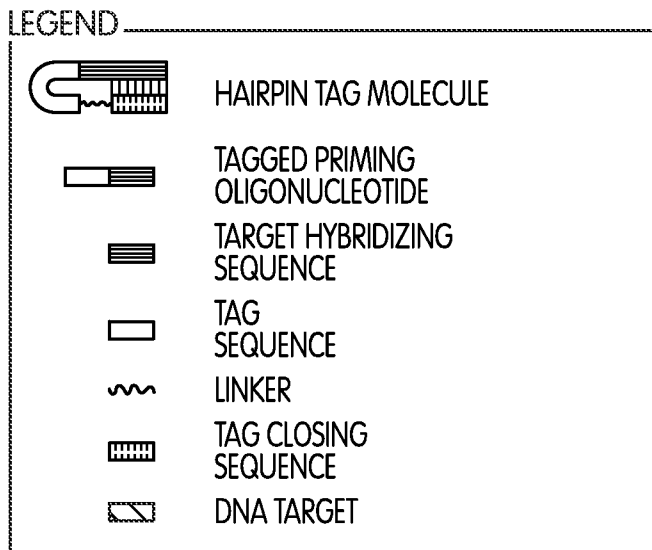 LEGEND
HAIRPIN TAG MOLECULE
TAGGED PRIMING
OLIGONUCLEOTIDE
TARGET HYBRIDIZING
SEQUENCE
TAG
SEQUENCE
LINKER
TAG CLOSING
SEQUENCE
DNA TARGET